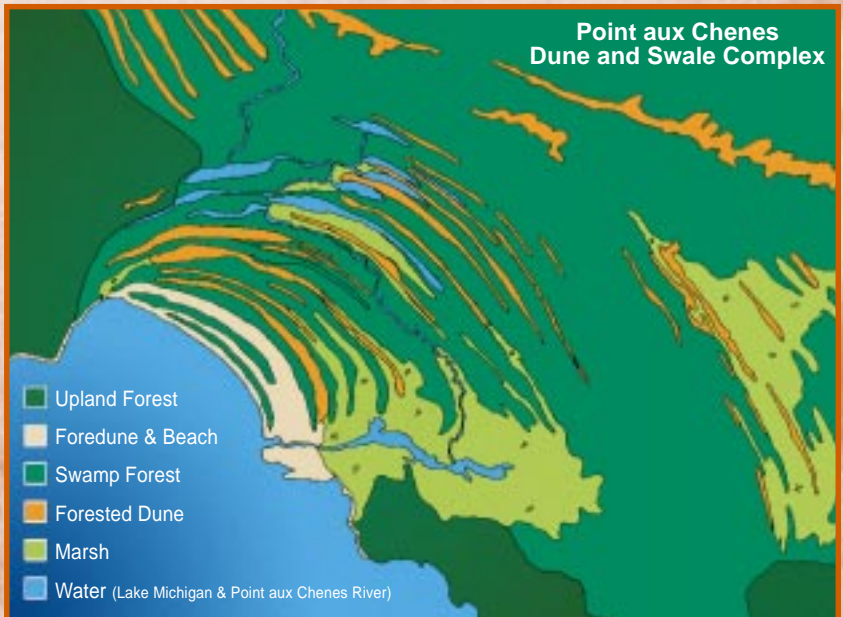 Point aux Chenes
Dune and Swale Complex
Upland Forest
Foredune & Beach
Swamp Forest
Forested Dune
Marsh
Water (Lake Michigan & Point aux Chenes River)